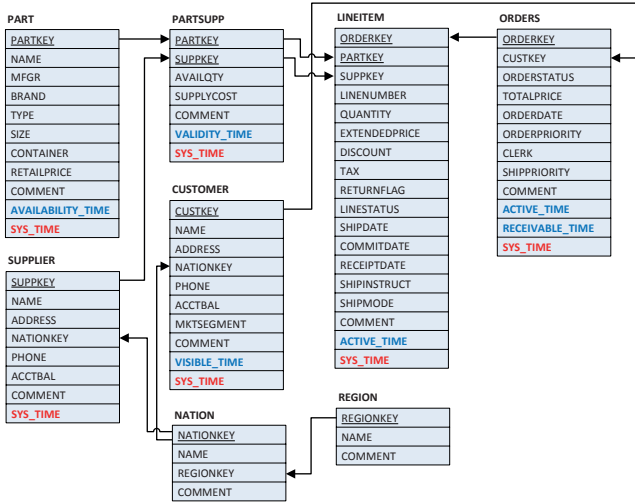 PART
PARTKEY
NAME
MFGR
BRAND
TYPE
SIZE
CONTAINER
RETAILPRICE
COMMENT
AVAILABILITY_TIME
SYS_TIME
PARTSUPP
PARTKEY
SUPPKEY
AVAILQTY
SUPPLYCOST
COMMENT
VALIDITY_TIME
SYS_TIME
LINEITEM
ORDERKEY
PARTKEY
SUPPKEY
LINENUMBER
QUANTITY
EXTENDEDPRICE
DISCOUNT
TAX
RETURNFLAG
LINESTATUS
SHIPDATE
COMMITDATE
RECEIPTDATE
SHIPINSTRUCT
SHIPMODE
COMMENT
ACTIVE_TIME
SYS_TIME
ORDERS
ORDERKEY
CUSTKEY
ORDERSTATUS
TOTALPRICE
ORDERDATE
ORDERPRIORITY
CLERK
SHIPPRIORITY
COMMENT
ACTIVE_TIME
RECEIVABLE_TIME
SYS_TIME
SUPPLIER
SUPPKEY
NAME
ADDRESS
NATIONKEY
PHONE
ACCTBAL
COMMENT
SYS_TIME
CUSTOMER
CUSTKEY
NAME
ADDRESS
NATIONKEY
PHONE
ACCTBAL
MKTSEGMENT
COMMENT
VISIBLE_TIME
SYS_TIME
NATION
NATIONKEY
NAME
REGIONKEY
COMMENT
REGION
REGIONKEY
NAME
COMMENT